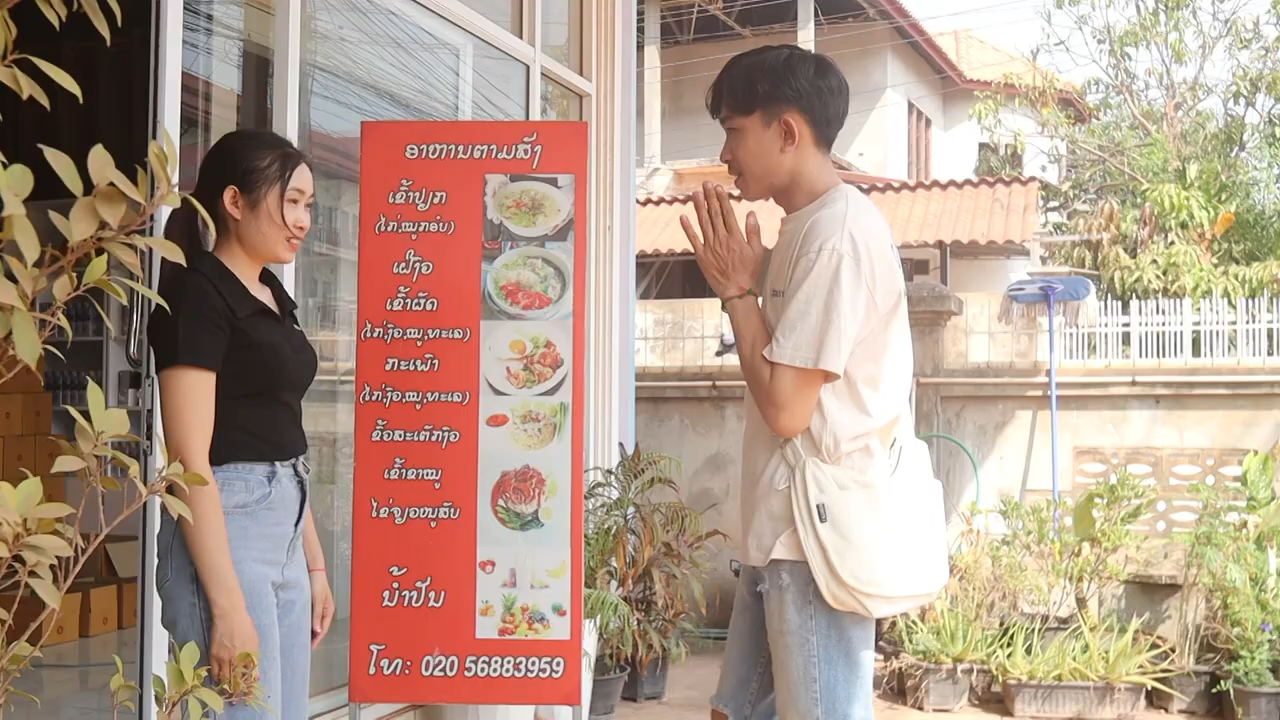 ອາຫານຕາມສັ່ງ
ເຂົ້າປຽກ
(ໄກ່,ໝູກອບ)
ເຝີງົວ
ເຂົ້າຜັດ
(ໄກ່,ງົວ,ໝູ,ທະເລ)
ກະເພົາ
(ໄກ່,ງົວ,ໝູ,ທະເລ)
ຂົ້ວສະເຕັກງົວ
ເຂົ້າຂາໝູ
ໄຂ່ຈຽວໝູສັບ
ນ້ຳປັ່ນ
ໂທ: 020 56883959